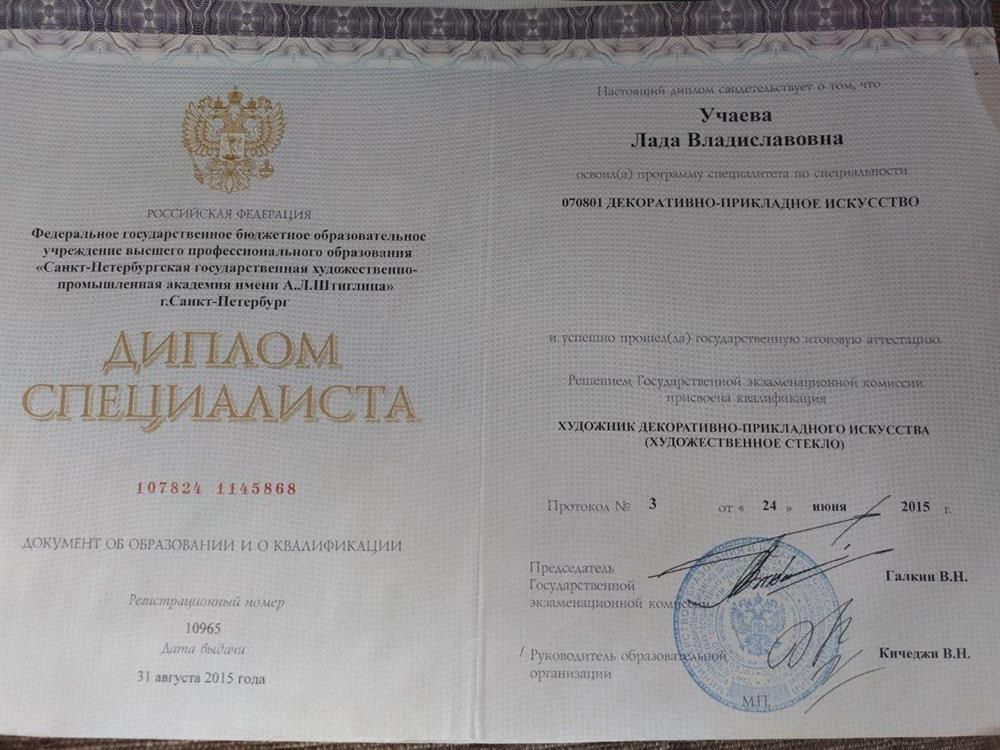 РОССИЙСКАЯ ФЕДЕРАЦИЯ
Федеральное государственное бюджетное образовательное
учреждение высшего профессионального образования
«Санкт-Петербургская государственная художественно-
промышленная академия имени А.Л.Штиглица»
г.Санкт-Петербург
ДИПЛОМ
СПЕЦИАЛИСТА
107824 1145868
ДОКУМЕНТ ОБ ОБРАЗОВАНИИ И О КВАЛИФИКАЦИИ
Регистрационный номер
10965
Дата выдачи
31 августа 2015 года
Настоящий диплом свидетельствует о том, что
Учаева
Лада Владиславовна
освоил(а) программу специалитета по специальности
070801 ДЕКОРАТИВНО-ПРИКЛАДНОЕ ИСКУССТВО
и успешно прошел(ла) государственную итоговую аттестацию.
Решением Государственной экзаменационной комиссии
присвоена квалификация
ХУДОЖНИК ДЕКОРАТИВНО-ПРИКЛАДНОГО ИСКУССТВА
(ХУДОЖЕСТВЕННОЕ СТЕКЛО)
Протокол № 3 от « 24 » июня 2015 г.
Председатель
Государственной
экзаменационной комиссии
Галкин В.Н.
/ Руководитель образовательной
организации
Кичеджи В.Н.
М.П.